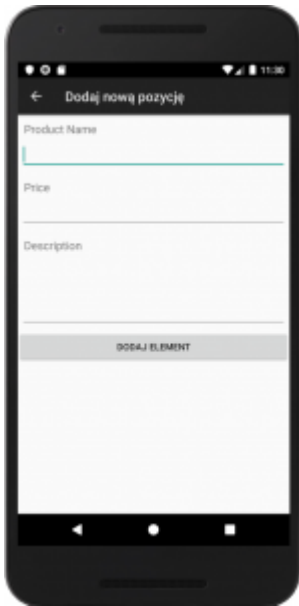 11:30
Dodaj nową pozycję
Product Name
Price
Description
DODAJ ELEMENT